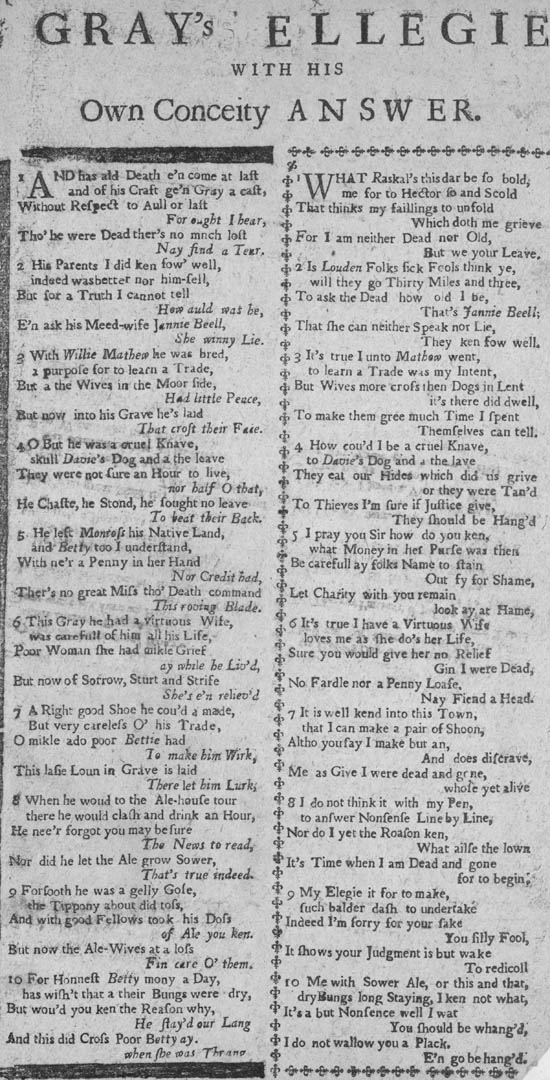 GRAY's ELLEGIE
WITH HIS
Own Conceity ANSWER.
1 AND has ald Death e'n come at last
and of his Craft ge'n Gray a cast,
Without Respect to Aull or last
For ought I hear,
Tho' he were Dead ther's no much lost
Nay find a Tear.
2 His Parents I did ken fow' well,
indeed was better nor him-sell,
But for a Truth I cannot tell
How auld was he,
E'n ask his Meed-wife Jannie Beell,
She winny Lie.
3 With Willie Mathew he was bred,
a purpose for to learn a Trade,
But a the Wives in the Moor side,
Had little Peace,
But now into his Grave he's laid
That crost their Face.
4 O But he was a cruel Knave,
skull Davie's Dog and a the leave
They were not sure an Hour to live,
nor half O that,
He Chaste, he Stond, he fought no leave
To beat their Back.
5 He left Montross his Native Land,
and Betty too I understand,
With ne'r a Penny in her Hand
Nor Credit had,
Ther's no great Miss tho' Death command
This rooing Blade.
6 This Gray he had a virtuous Wife,
was carefull of him all his Life,
Poor Woman she had mikle Grief
ay while he Liv'd,
But now of Sorrow, Sturt and Strife
She's e'n reliev'd
7 A Right good Shoe he cou'd a made,
But very careless O' his Trade,
O mikle ado poor Bettie had
To make him Wirk,
This lasie Loun in Grave is laid
There let him Lurk,
8 When he woud to the Ale-house tour
there he would clash and drink an Hour,
He nee'r forgot you may be sure
The News to read,
Nor did he let the Ale grow Sower,
That's true indeed.
9 Forsooth he was a gelly Gose,
the Tippony about did toss,
And with good Fellows took his Doss
of Ale you ken.
But now the Ale-Wives at a loss
Fin care O' them.
10 For Honnest Betty mony a Day,
has wish't that a their Bungs were dry,
But wou'd you ken the Reason why,
He stay'd our Lang
And this did Cross Poor Betty ay.
when she was Thrang
1 WHAT Raskal's this dar be so bold,
me for to Hector so and Scold
That thinks my faillings to unfold
Which doth me grieve
For I am neither Dead nor Old,
But we your Leave.
2 Is Louden Folks sick Fools think ye,
will they go Thirty Miles and three,
To ask the Dead how old I be,
That's Jannie Beell;
That she can neither Speak nor Lie,
They ken fow well.
3 It's true I unto Mathow went,
to learn a Trade was my Intent,
But Wives more cross then Dogs in Lent
it's there did dwell,
To make them gree much Time I spent
Themselves can tell.
4 How cou'd I be a cruel Knave,
to Davie's Dog and a the lave
They eat our Hides which did us grive
or they were Tan'd
To Thieves I'm sure if Justice give,
They should be Hang'd
5 I pray you Sir how do you ken,
what Money in her Purse was then
Be carefull ay folks Name to stain
Out fy for Shame,
Let Charity with you remain
look ay at Hame,
6 It's true I have a Virtuous Wife
loves me as she do's her Life,
Sure you would give her no Relief
Gin I were Dead,
No Fardle nor a Penny Loafe,
Nay Fiend a Head.
7 It is well kend into this Town,
that I can make a pair of Shoon,
Altho you say I make but an,
And does discrave,
Me as Give I were dead and gone,
whose yet alive
8 I do not think it with my Pen,
to answer Nonsense Line by Line,
Nor do I yet the Roason ken,
What ailse the lown
It's Time when I am Dead and gone
for to begin,
9 My Elegie it for to make,
such balder dash to undertake
Indeed I'm sorry for your sake
You silly Fool,
It shows your Judgment is but wake
To redicoll
10 Me with Sower Ale, or this and that,
dry Bungs long Staying, I ken not what,
It's a but Nonsence well I wat
You should be whang'd,
I do not wallow you a Plack.
E'n go be hang'd.